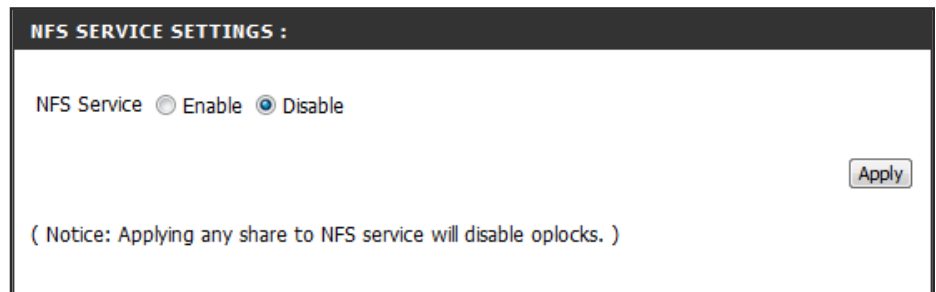 NFS SERVICE SETTINGS :
NFS Service Enable Disable
Apply
( Notice: Applying any share to NFS service will disable oplocks. )